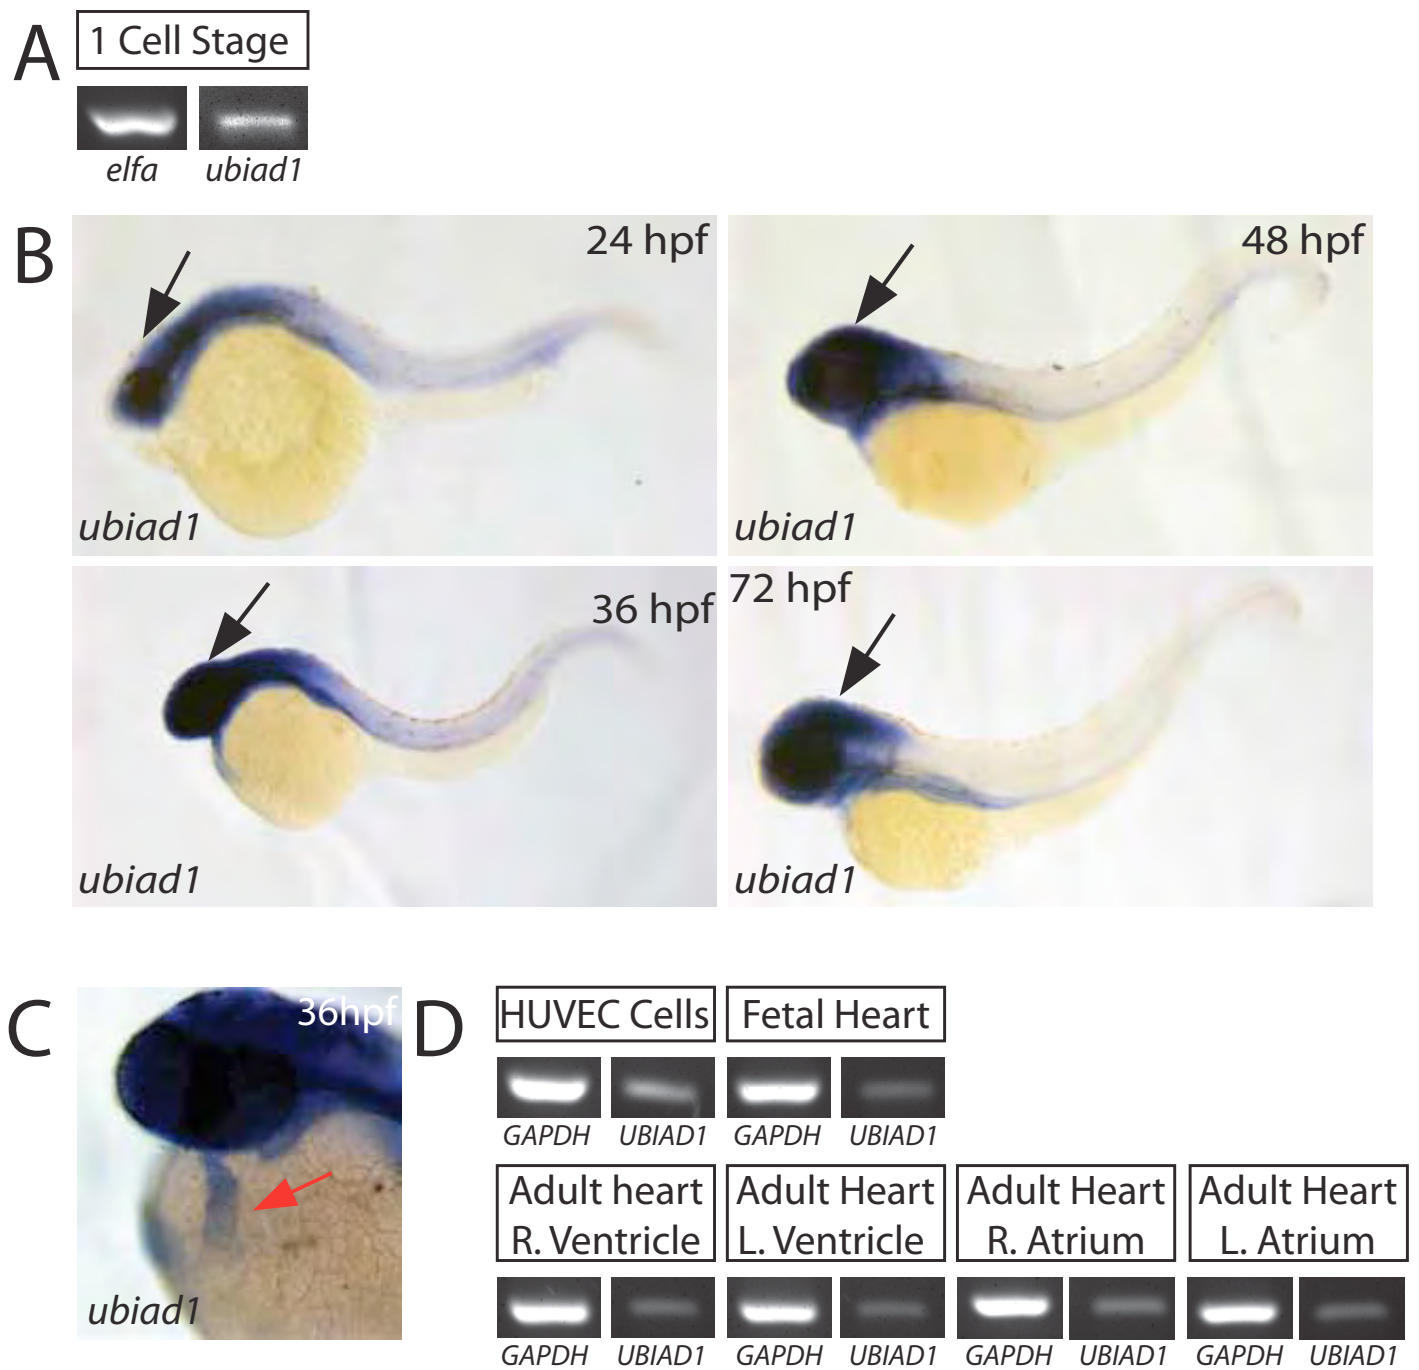 A
1 Cell Stage
elfa ubiad1
B
24 hpf
ubiad1
48 hpf
ubiad1
36 hpf
ubiad1
72 hpf
ubiad1
C
36hpf
ubiad1
D
HUVEC Cells
GAPDH UBIAD1
Fetal Heart
GAPDH UBIAD1
Adult heart
R. Ventricle
GAPDH UBIAD1
Adult Heart
L. Ventricle
GAPDH UBIAD1
Adult Heart
R. Atrium
GAPDH UBIAD1
Adult Heart
L. Atrium
GAPDH UBIAD1